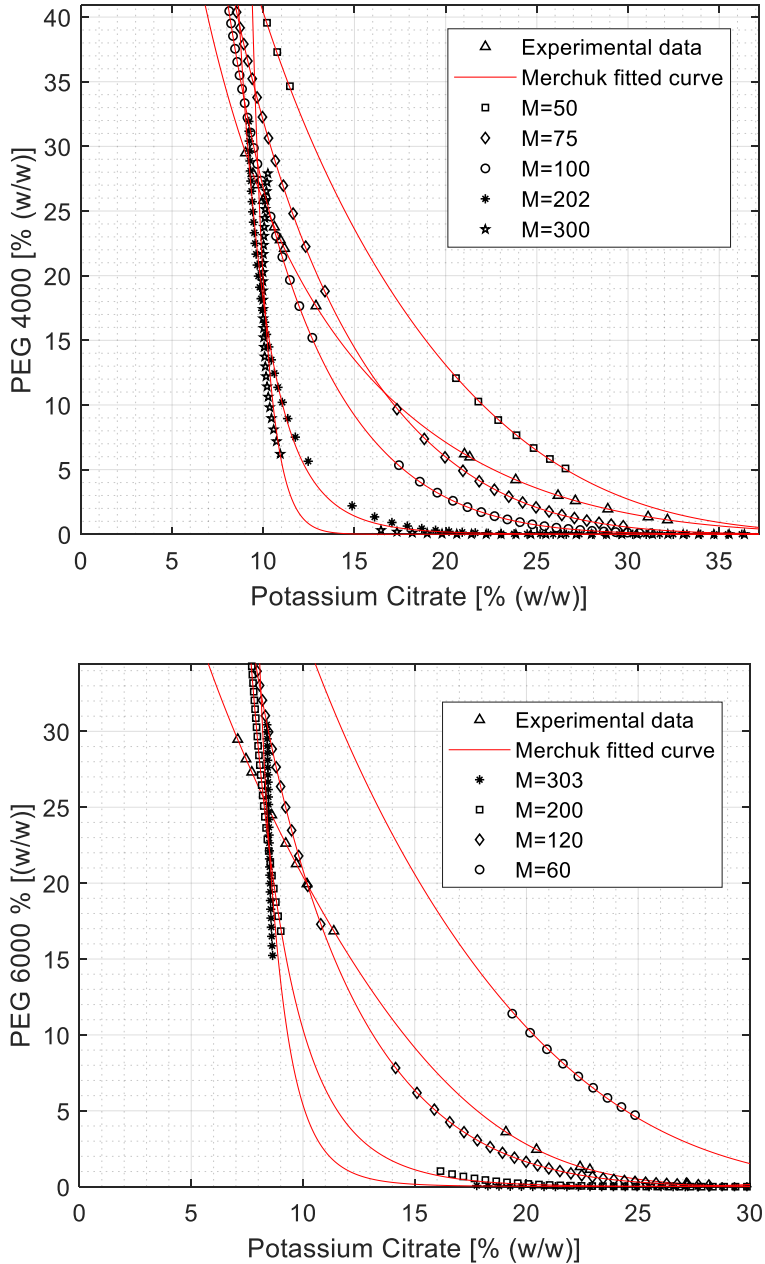 40
35
30
25
20
15
10
5
0
PEG 4000 [% (w/w)]
Experimental data
Merchuk fitted curve
M=50
M=75
M=100
M=202
M=300
0 5 10 15 20 25 30 35
Potassium Citrate [% (w/w)]
30
25
20
15
10
5
0
PEG 6000 % [(w/w)]
Experimental data
Merchuk fitted curve
M=303
M=200
M=120
M=60
0 5 10 15 20 25 30
Potassium Citrate [% (w/w)]